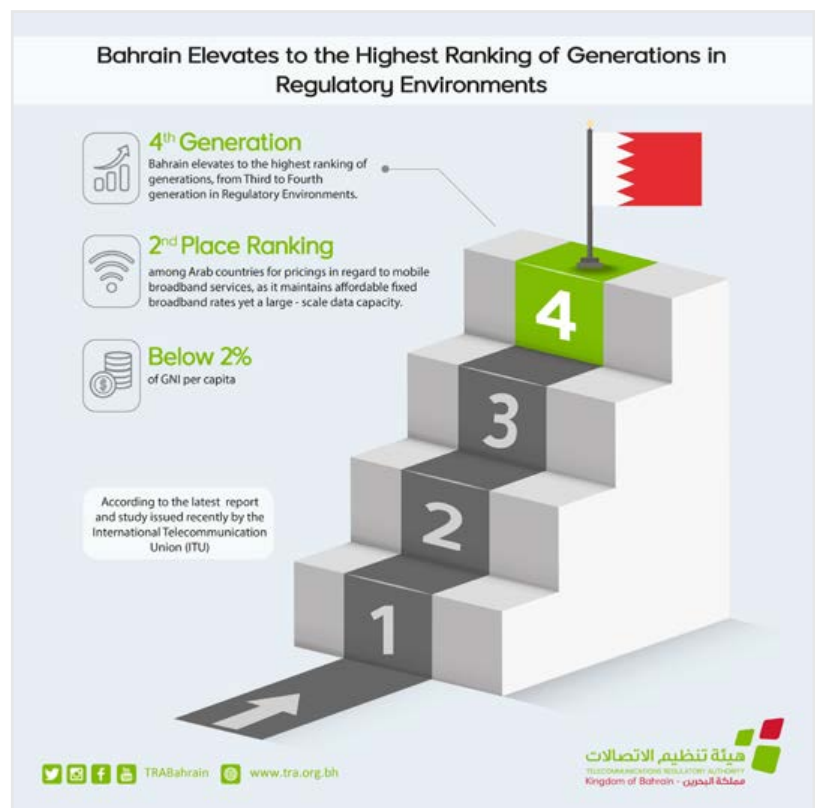 Bahrain Elevates to the Highest Ranking of Generations in
Regulatory Environments
4th Generation
Bahrain elevates to the highest ranking of
generations, from Third to Fourth
generation in Regulatory Environments.
2nd Place Ranking
among Arab countries for pricings in regard to mobile
broadband services, as it maintains affordable fixed
broadband rates yet a large - scale data capacity.
Below 2%
of GNI per capita
According to the latest report
and study issued recently by the
International Telecommunication
Union (ITU)
4
3
2
1
TRABahrain www.tra.org.bh
هيئة تنظيم الاتصالات
TELECOMMUNICATIONS REGULATORY AUTHORITY
Kingdom of Bahrain - مملكة البحرين